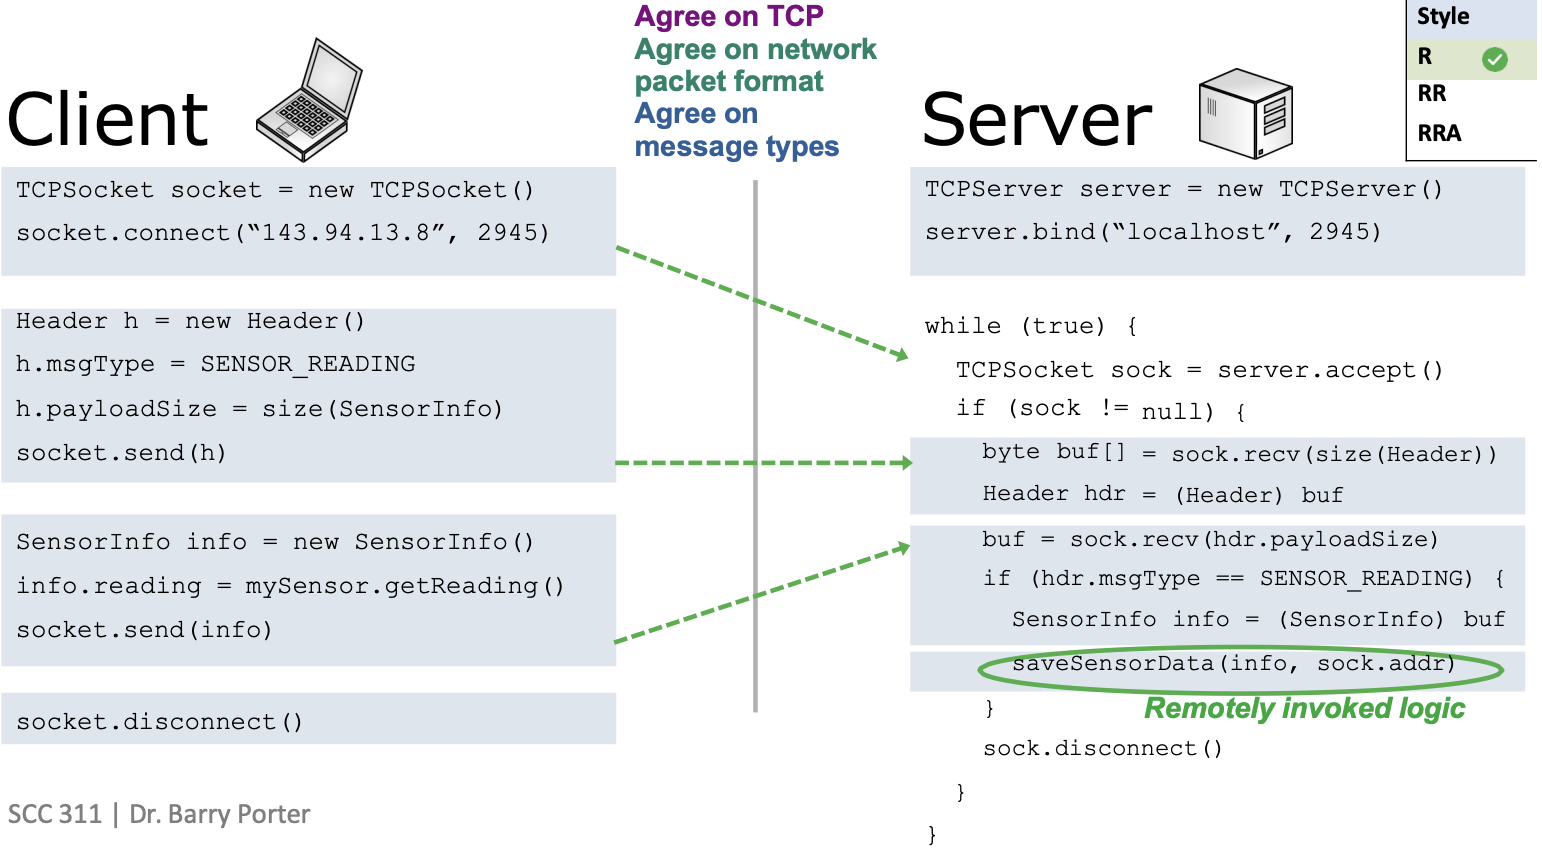 Agree on TCP
Agree on network
packet format
Agree on
message types
Style
R
RR
RRA
Client
Server
TCPSocket socket = new TCPSocket()
socket.connect(“143.94.13.8”, 2945)
Header h = new Header()
h.msgType = SENSOR_READING
h.payloadSize = size(SensorInfo)
socket.send(h)
SensorInfo info = new SensorInfo()
info.reading = mySensor.getReading()
socket.send(info)
socket.disconnect()
TCPServer server = new TCPServer()
server.bind(“localhost”, 2945)
while (true) {
TCPSocket sock = server.accept()
if (sock != null) {
byte buf[] = sock.recv(size(Header))
Header hdr = (Header) buf
buf = sock.recv(hdr.payloadSize)
if (hdr.msgType == SENSOR_READING) {
SensorInfo info = (SensorInfo) buf
saveSensorData(info, sock.addr)
}
Remotely invoked logic
sock.disconnect()
}
}
SCC 311 | Dr. Barry Porter